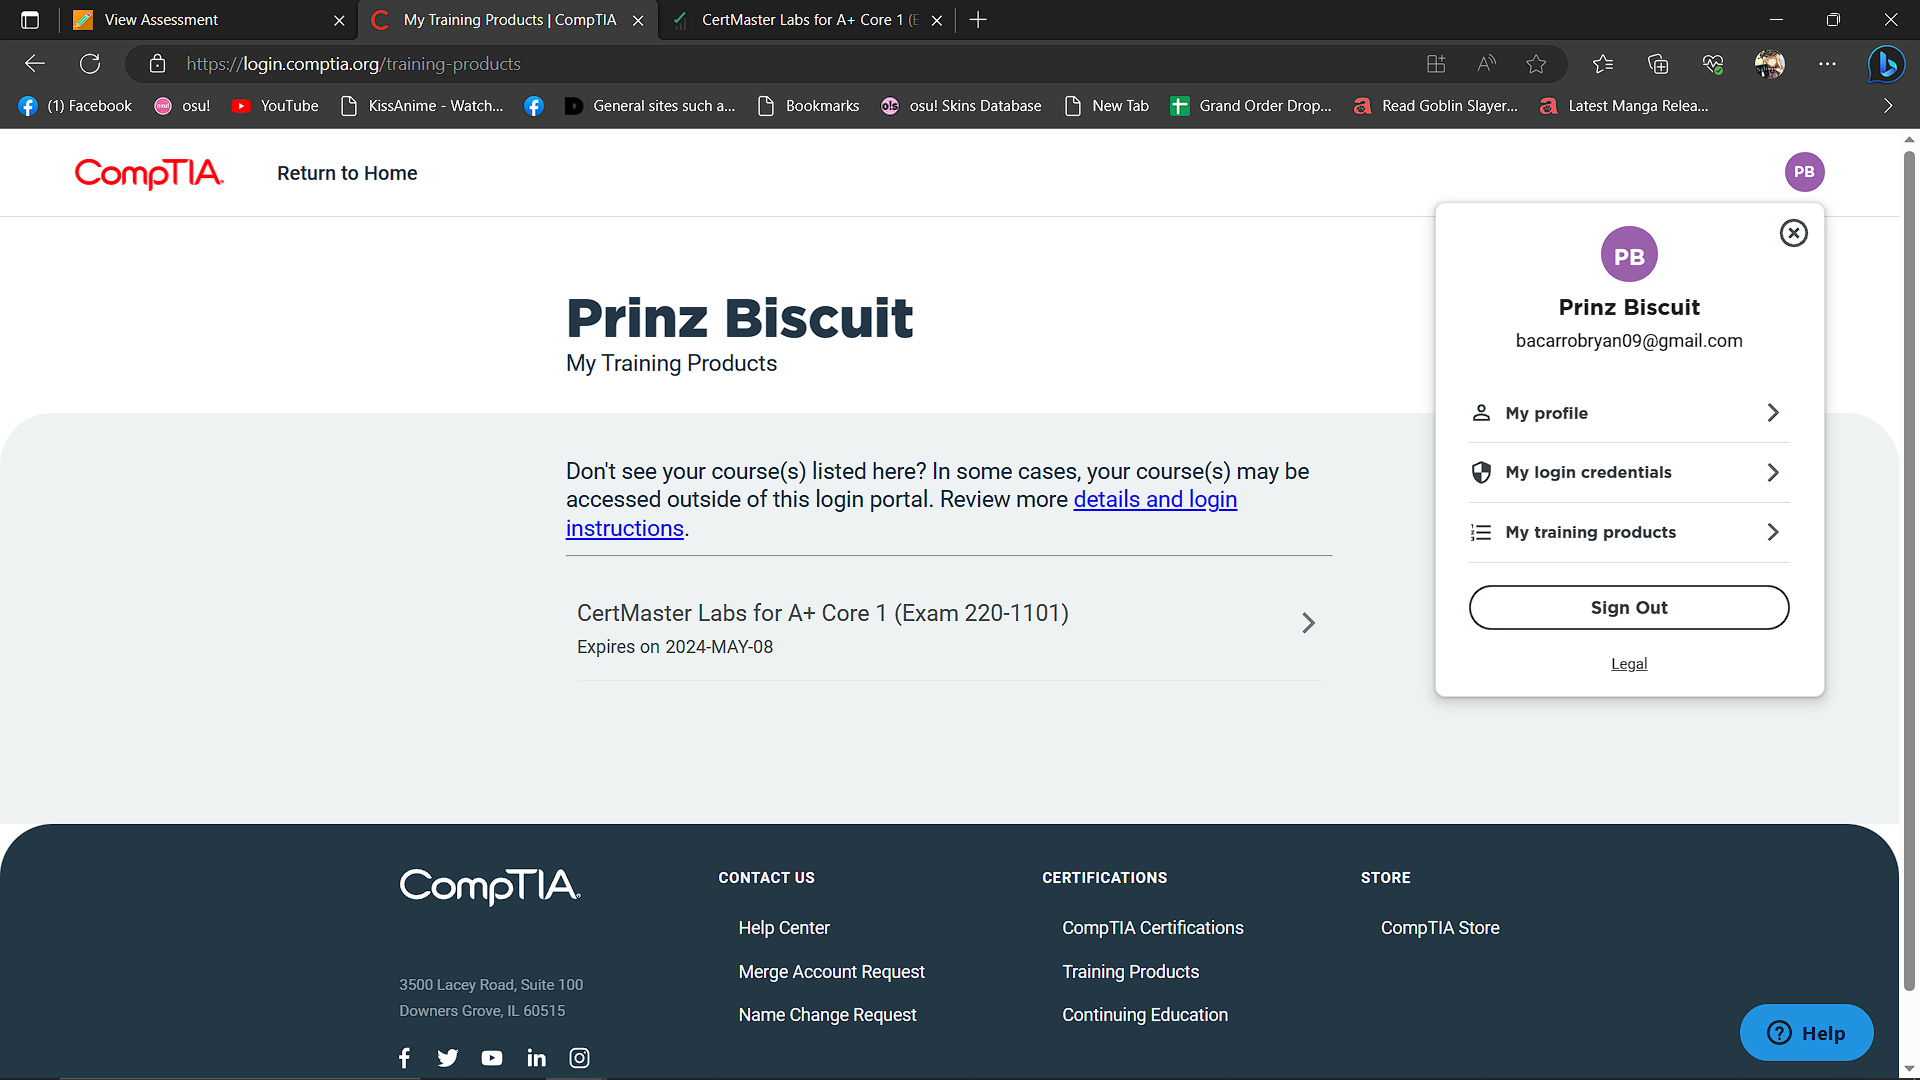 View Assessment
My Training Products | CompTIA
CertMaster Labs for A+ Core 1 (E
https://login.comptia.org/training-products
(1) Facebook
osu!
YouTube
KissAnime - Watch...
General sites such a...
Bookmarks
osu! Skins Database
New Tab
Grand Order Drop...
Read Goblin Slayer...
Latest Manga Relea...
CompTIA.
Return to Home
PB
PB
Prinz Biscuit
bacarrobryan09@gmail.com
My profile
My login credentials
My training products
Sign Out
Legal
Prinz Biscuit
My Training Products
Don't see your course(s) listed here? In some cases, your course(s) may be
accessed outside of this login portal. Review more details and login
instructions.
CertMaster Labs for A+ Core 1 (Exam 220-1101)
Expires on 2024-MAY-08
CompTIA.
3500 Lacey Road, Suite 100
Downers Grove, IL 60515
CONTACT US
Help Center
Merge Account Request
Name Change Request
CERTIFICATIONS
CompTIA Certifications
Training Products
Continuing Education
STORE
CompTIA Store
Help